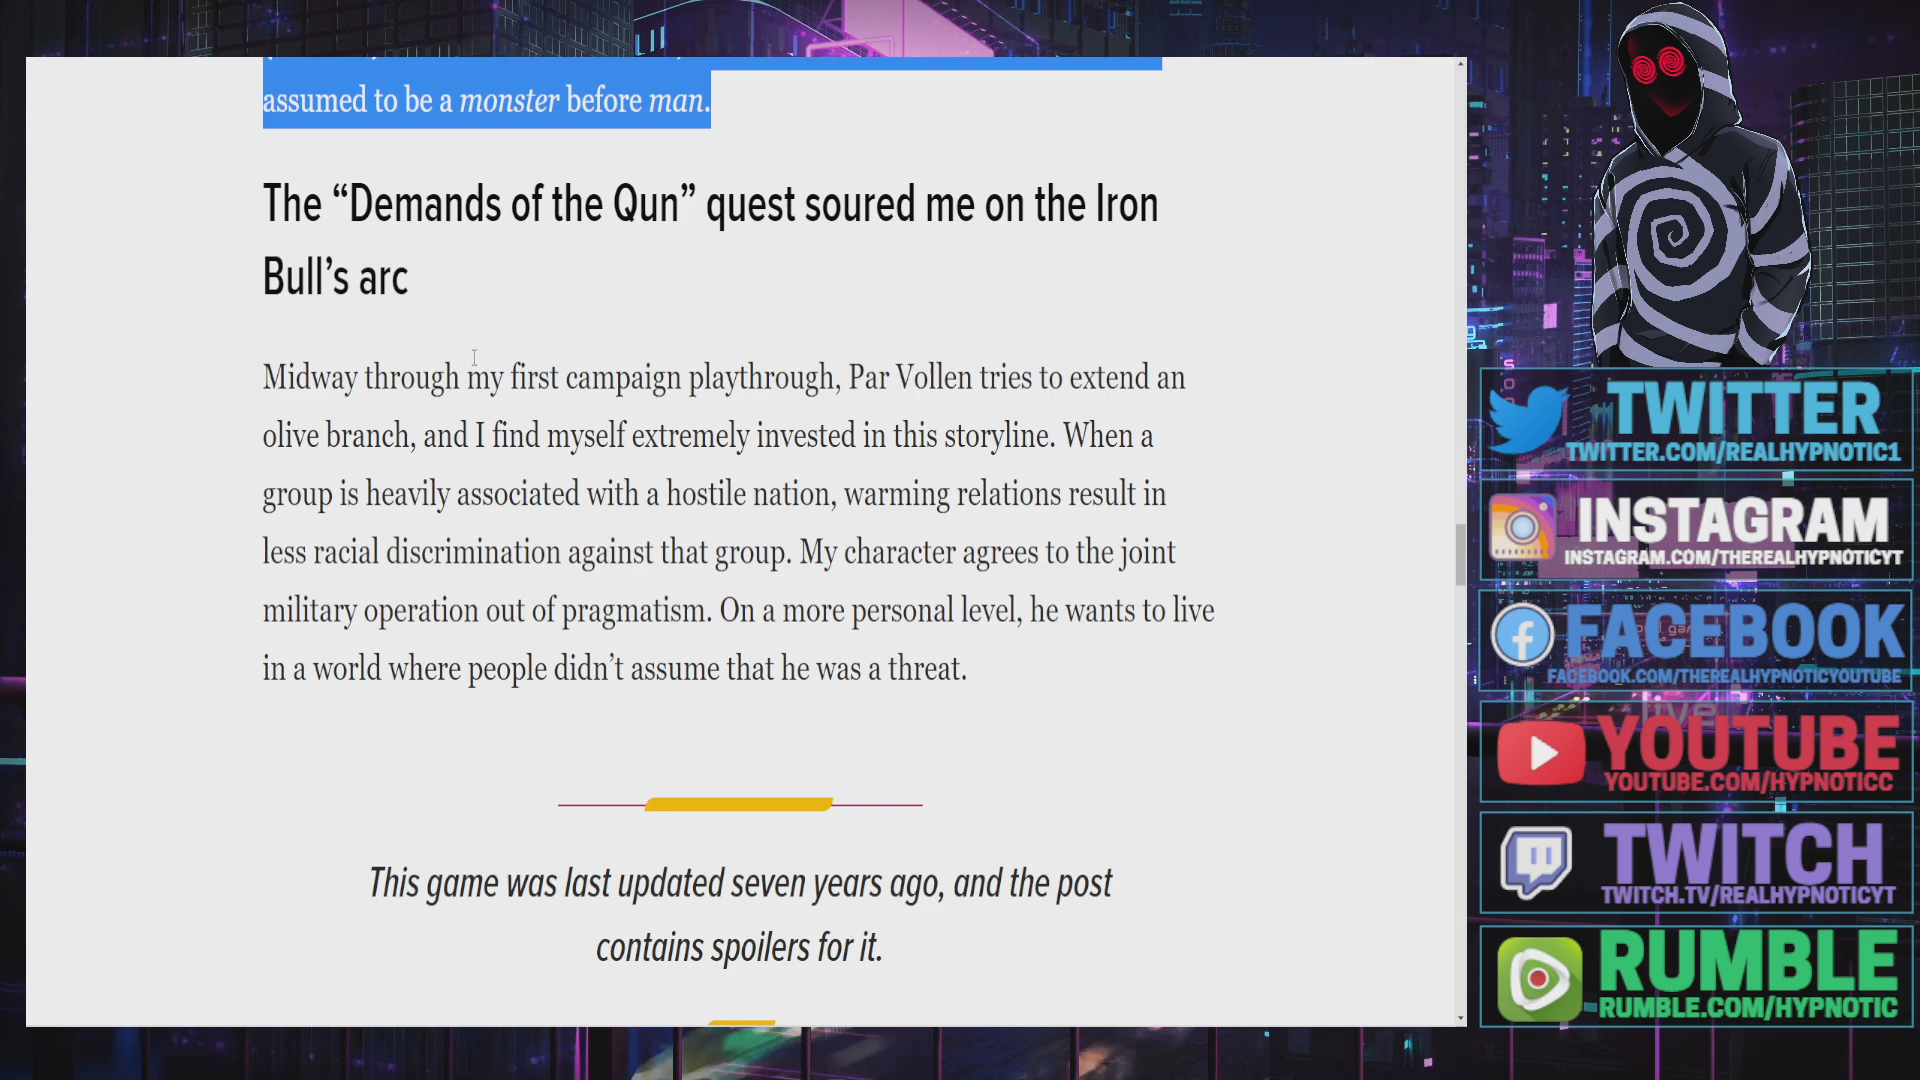 assumed to be a monster before man.
The “Demands of the Qun” quest soured me on the Iron
Bull’s arc
Midway through my first campaign playthrough, Par Vollen tries to extend an
olive branch, and I find myself extremely invested in this storyline. When a
group is heavily associated with a hostile nation, warming relations result in
less racial discrimination against that group. My character agrees to the joint
military operation out of pragmatism. On a more personal level, he wants to live
in a world where people didn’t assume that he was a threat.
This game was last updated seven years ago, and the post
contains spoilers for it.
TWITTER
TWITTER.COM/REALHYPNOTIC1
INSTAGRAM
INSTAGRAM.COM/THEREALHYPNOTICYT
FACEBOOK
FACEBOOK.COM/THEREALHYPNOTICYOUTUBE
live
YOUTUBE
YOUTUBE.COM/HYPNOTICC
TWITCH
TWITCH.TV/REALHYPNOTICYT
RUMBLE
RUMBLE.COM/HYPNOTIC